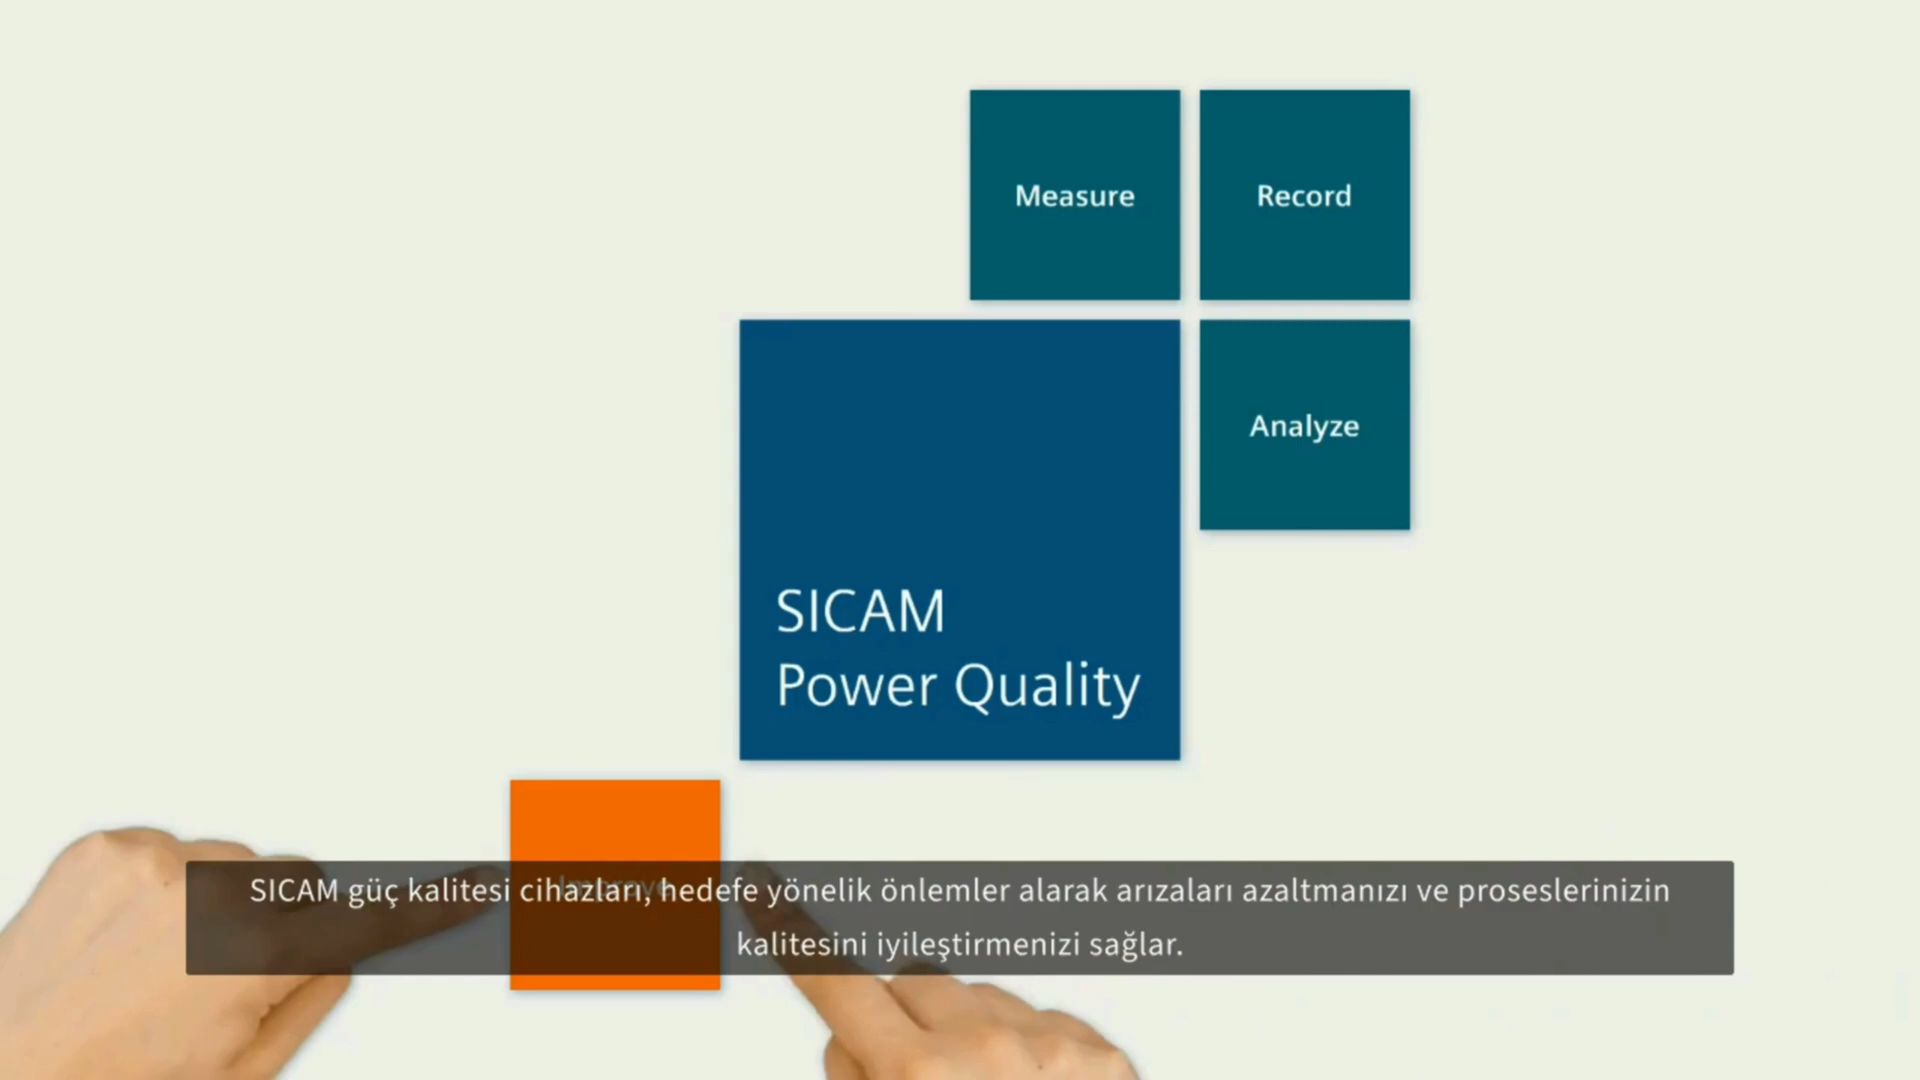 Measure
Record
Analyze
SICAM
Power Quality
Improve
SICAM güç kalitesi cihazları, hedefe yönelik önlemler alarak arızaları azaltmanızı ve proseslerinizin
kalitesini iyileştirmenizi sağlar.